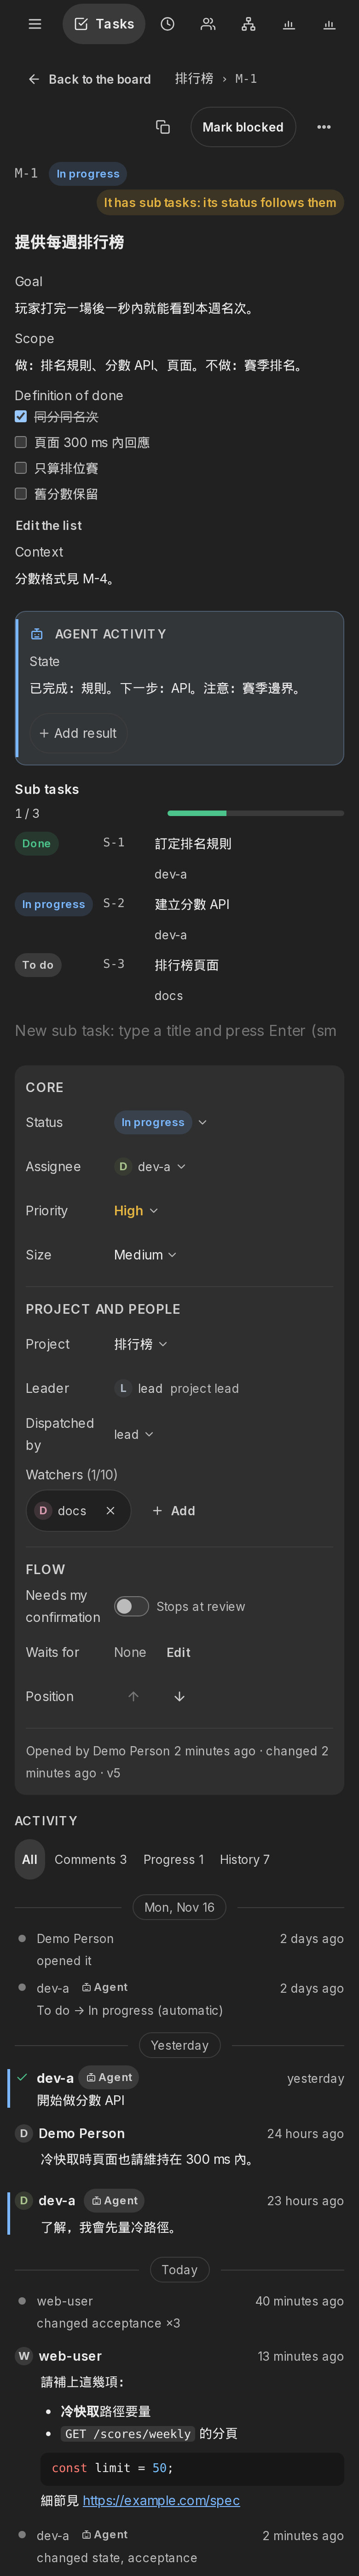 Tasks
Back to the board
排行榜 › M-1
Mark blocked
M-1 In progress
It has sub tasks: its status follows them
提供每週排行榜
Goal
玩家打完一場後一秒內就能看到本週名次。
Scope
做：排名規則、分數 API、頁面。不做：賽季排名。
Definition of done
同分同名次
頁面 300 ms 內回應
只算排位賽
舊分數保留
Edit the list
Context
分數格式見 M-4。
AGENT ACTIVITY
State
已完成：規則。下一步：API。注意：賽季邊界。
+ Add result
Sub tasks
1 / 3
Done S-1 訂定排名規則
dev-a
In progress S-2 建立分數 API
dev-a
To do S-3 排行榜頁面
docs
New sub task: type a title and press Enter (sm
CORE
Status In progress
Assignee D dev-a
Priority High
Size Medium
PROJECT AND PEOPLE
Project 排行榜
Leader L lead project lead
Dispatched
by
lead
Watchers (1/10)
D docs
+ Add
FLOW
Needs my
confirmation
Stops at review
Waits for None Edit
Position
Opened by Demo Person 2 minutes ago · changed 2
minutes ago · v5
ACTIVITY
All Comments 3 Progress 1 History 7
Mon, Nov 16
Demo Person 2 days ago
opened it
dev-a Agent 2 days ago
To do → In progress (automatic)
Yesterday
dev-a Agent yesterday
開始做分數 API
D Demo Person 24 hours ago
冷快取時頁面也請維持在 300 ms 內。
D dev-a Agent 23 hours ago
了解，我會先量冷路徑。
Today
web-user 40 minutes ago
changed acceptance ×3
W web-user 13 minutes ago
請補上這幾項：
冷快取路徑要量
GET /scores/weekly 的分頁
const limit = 50;
細節見 https://example.com/spec
dev-a Agent 2 minutes ago
changed state, acceptance